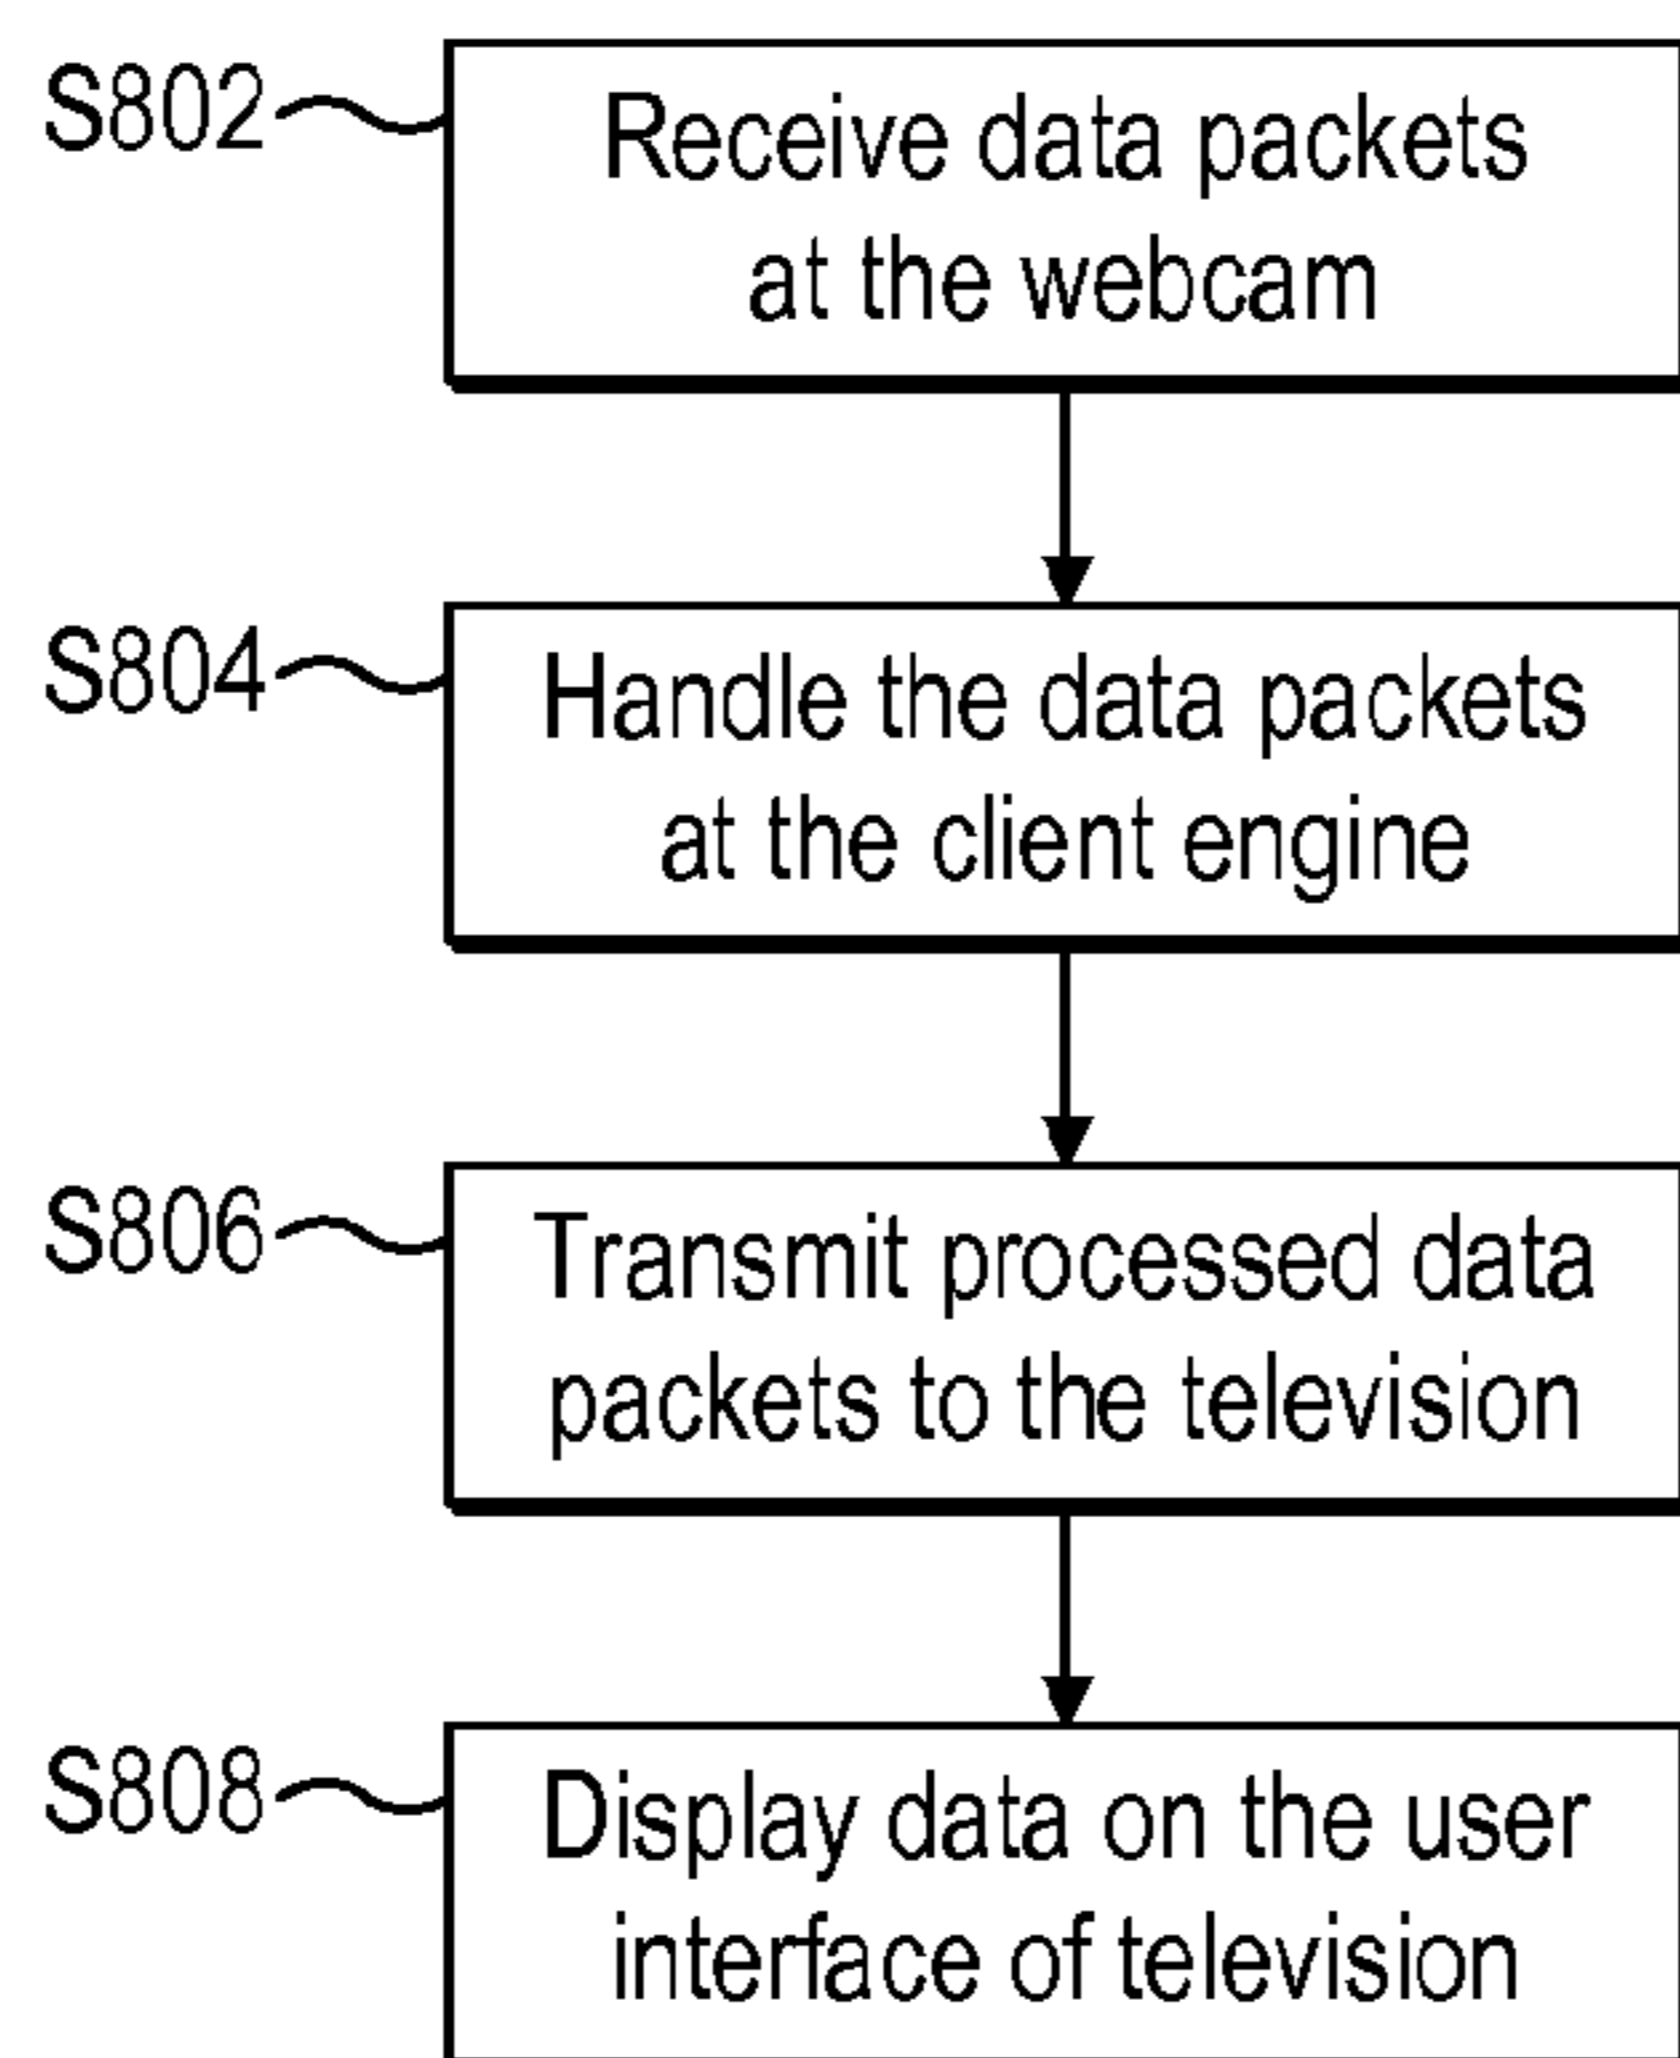 S802
Receive data packets
at the webcam
S804
Handle the data packets
at the client engine
S806
Transmit processed data
packets to the television
S808
Display data on the user
interface of television